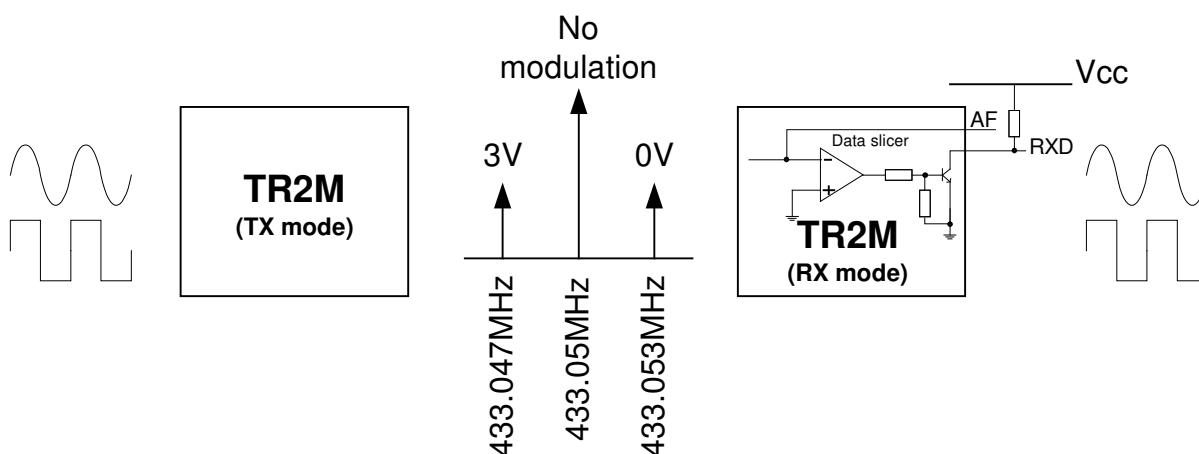 No
modulation
3V
0V
433.047MHz
433.05MHz
433.053MHz
TR2M
(TX mode)
Vcc
AF
Data slicer
RXD
-
+
TR2M
(RX mode)